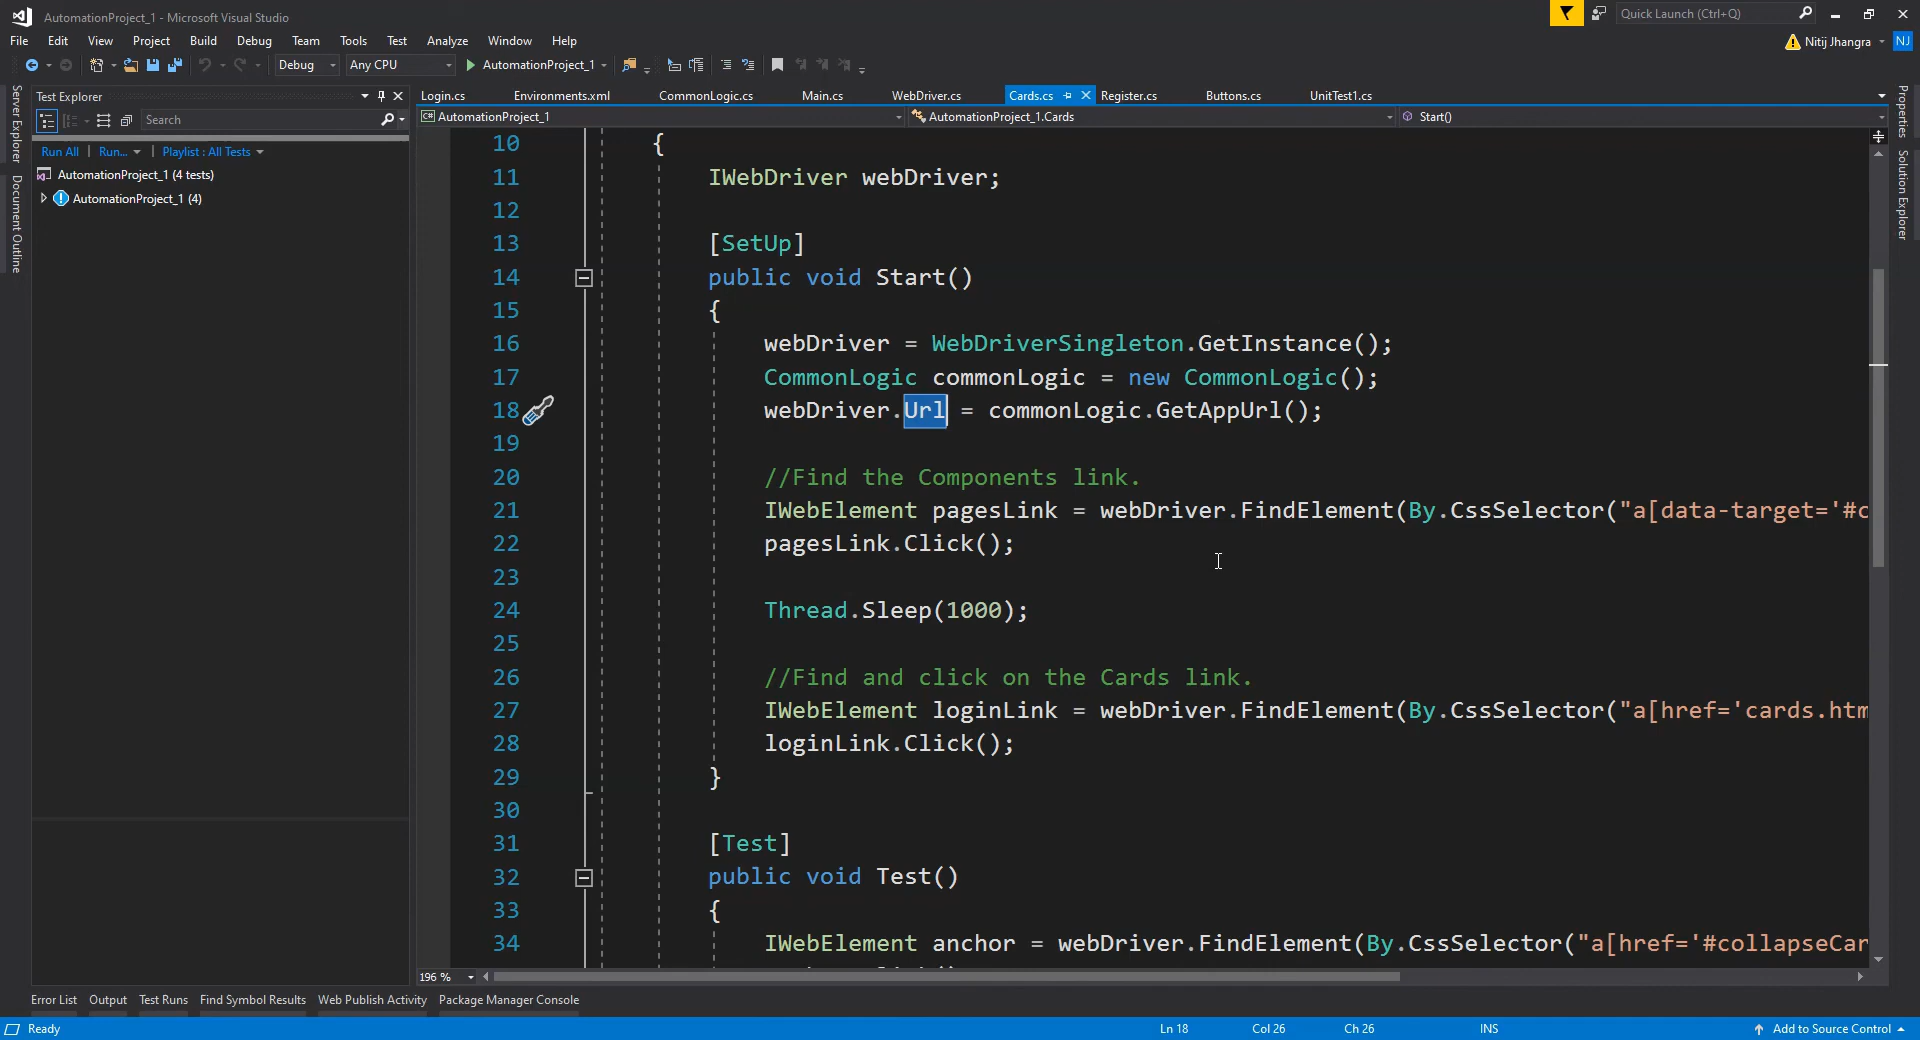 AutomationProject_1 - Microsoft Visual Studio
Quick Launch (Ctrl+Q)
File Edit View Project Build Debug Team Tools Test Analyze Window Help
Nitij Jhangra NJ
Debug Any CPU AutomationProject_1
Server Explorer
Document Outline
Test Explorer
Search
Run All | Run... | Playlist : All Tests
AutomationProject_1 (4 tests)
AutomationProject_1 (4)
Login.cs Environments.xml CommonLogic.cs Main.cs WebDriver.cs Cards.cs Register.cs Buttons.cs UnitTest1.cs
C# AutomationProject_1 AutomationProject_1.Cards Start()
10 {
11 IWebDriver webDriver;
12
13 [SetUp]
14 public void Start()
15 {
16 webDriver = WebDriverSingleton.GetInstance();
17 CommonLogic commonLogic = new CommonLogic();
18 webDriver.Url = commonLogic.GetAppUrl();
19
20 //Find the Components link.
21 IWebElement pagesLink = webDriver.FindElement(By.CssSelector("a[data-target='#c
22 pagesLink.Click();
23
24 Thread.Sleep(1000);
25
26 //Find and click on the Cards link.
27 IWebElement loginLink = webDriver.FindElement(By.CssSelector("a[href='cards.htm
28 loginLink.Click();
29 }
30
31 [Test]
32 public void Test()
33 {
34 IWebElement anchor = webDriver.FindElement(By.CssSelector("a[href='#collapseCar
196 %
Properties
Solution Explorer
Error List Output Test Runs Find Symbol Results Web Publish Activity Package Manager Console
Ready Ln 18 Col 26 Ch 26 INS Add to Source Control